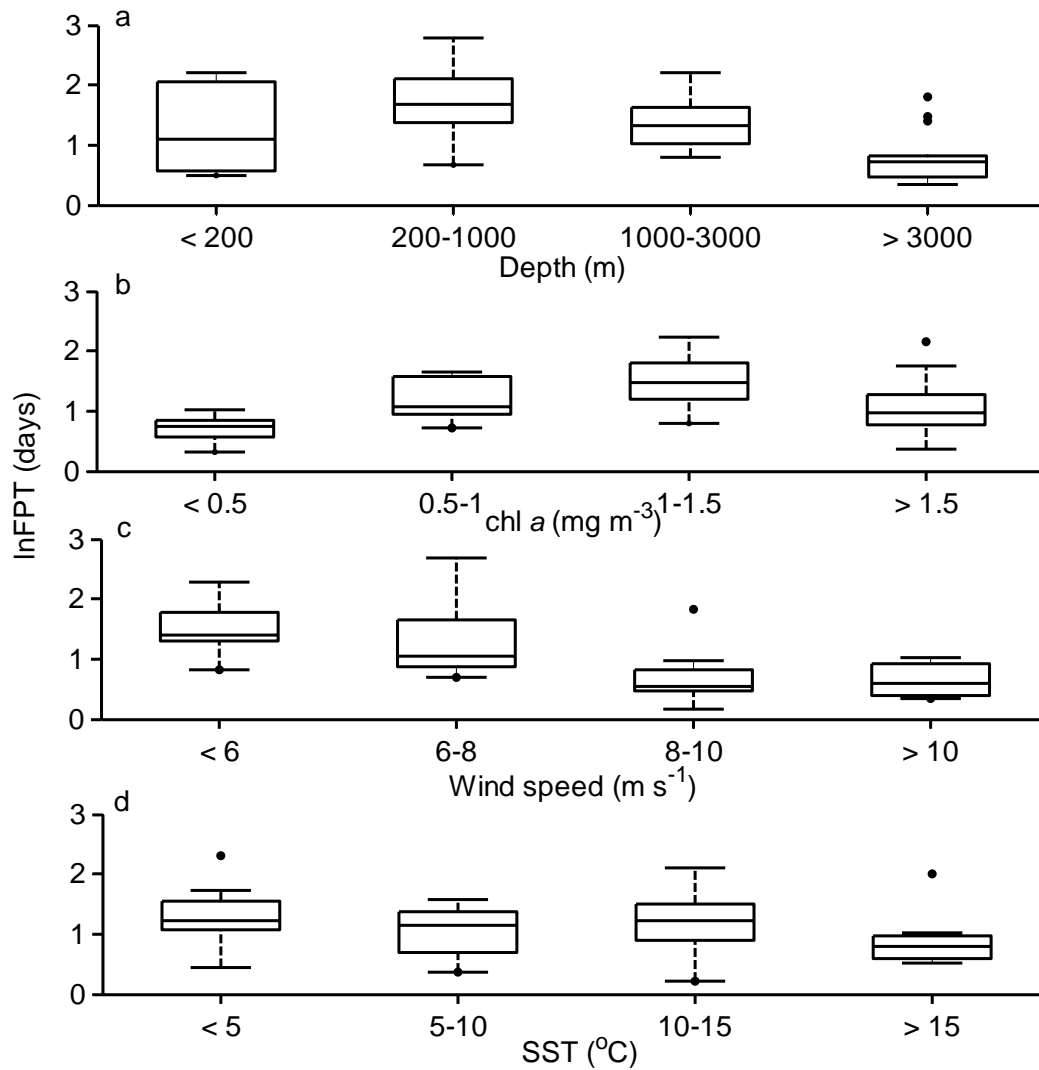 a
3
2
1
0
< 200 200-1000 1000-3000 > 3000
Depth (m)
b
3
2
1
0
< 0.5 0.5-1 1-1.5 > 1.5
chl a (mg m-3)
lnFPT (days)
c
3
2
1
0
< 6 6-8 8-10 > 10
Wind speed (m s-1)
d
3
2
1
0
< 5 5-10 10-15 > 15
SST (oC)